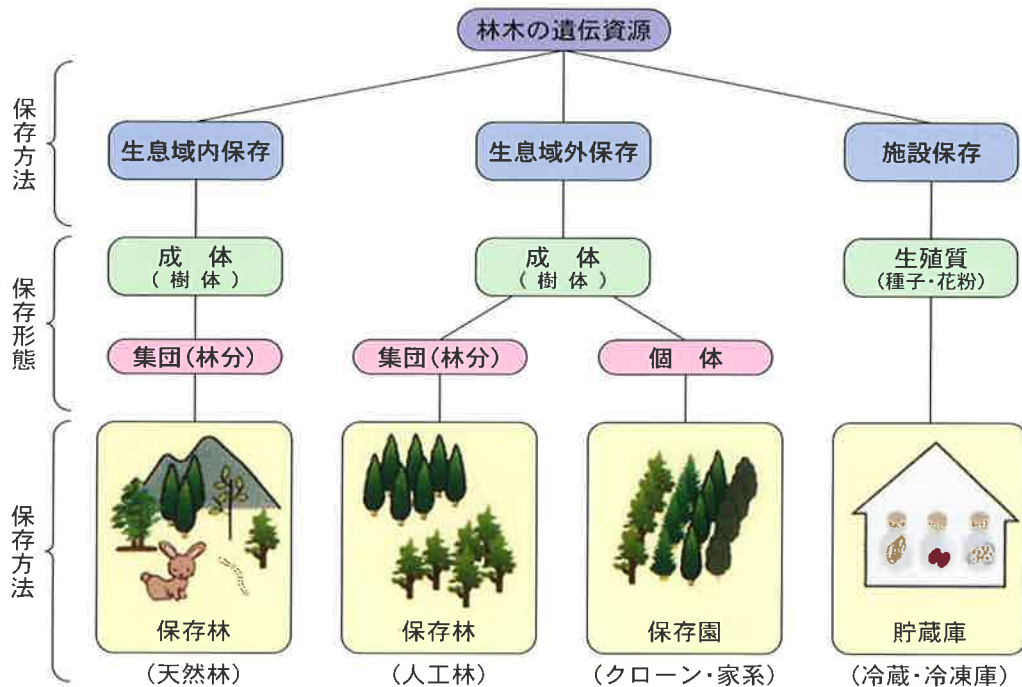 林木の遺伝資源
保存方法
生息域内保存
生息域外保存
施設保存
保存形態
成体
(樹体)
成体
(樹体)
生殖質
(種子・花粉)
集団(林分)
集団(林分)
個体
保存方法
保存林
保存林
保存園
貯蔵庫
(天然林)
(人工林)
(クローン・家系)
(冷蔵・冷凍庫)